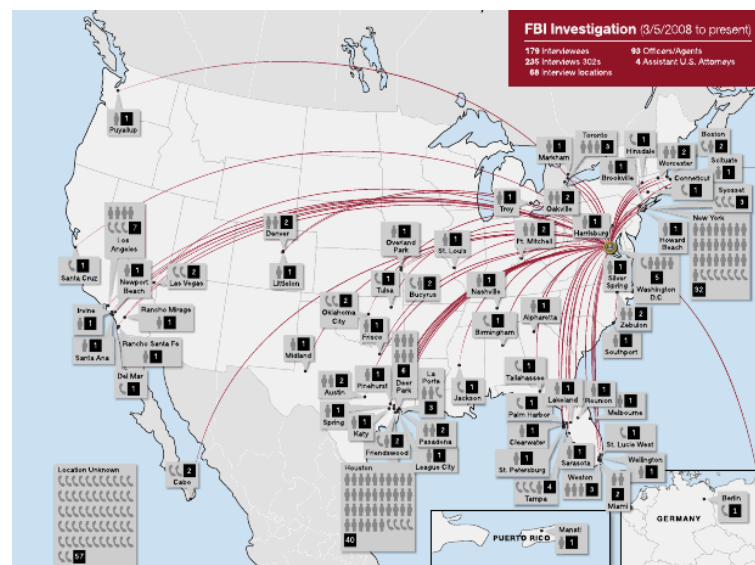 FBI Investigation (3/5/2008 to present)
179 Interviewees 93 Officers/Agents
235 Interviews 302s 4 Assistant U.S. Attorneys
68 Interview locations
1
Puyallup
Toronto
3
1
Markham
1
Hinsdale
1
Brookville
2
Worcester
Boston
2
Scituate
1
Connecticut
1
Syosset
3
New York
32
1
Howard Beach
1
Troy
2
Oakville
1
Harrisburg
7
Los Angeles
1
Santa Cruz
1
Newport Beach
2
Las Vegas
Irvine
1
Rancho Mirage
1
1
Santa Ana
Rancho Santa Fe
1
Del Mar
1
Denver
2
1
Littleton
1
Overland Park
1
St. Louis
2
Ft. Mitchell
1
Tulsa
2
Bucyrus
1
Nashville
2
Oklahoma City
1
Frisco
1
Birmingham
1
Alpharetta
1
Silver Spring
5
Washington D.C
2
Zebulon
1
Southport
1
Midland
Austin
2
Pinehurst
1
6
Deer Park
La Porte
3
1
Jackson
1
Spring
1
Katy
2
Friendswood
2
Pasadena
1
League City
Houston
40
1
Tallahassee
1
Lakeland
1
Reunion
1
Palm Harbor
1
Melbourne
1
Clearwater
1
St. Lucie West
1
St. Petersburg
1
Sarasota
Wellington
1
4
Tampa
Weston
3
2
Miami
2
Cabo
Location Unknown
57
PUERTO RICO
Manati
1
GERMANY
Berlin
1